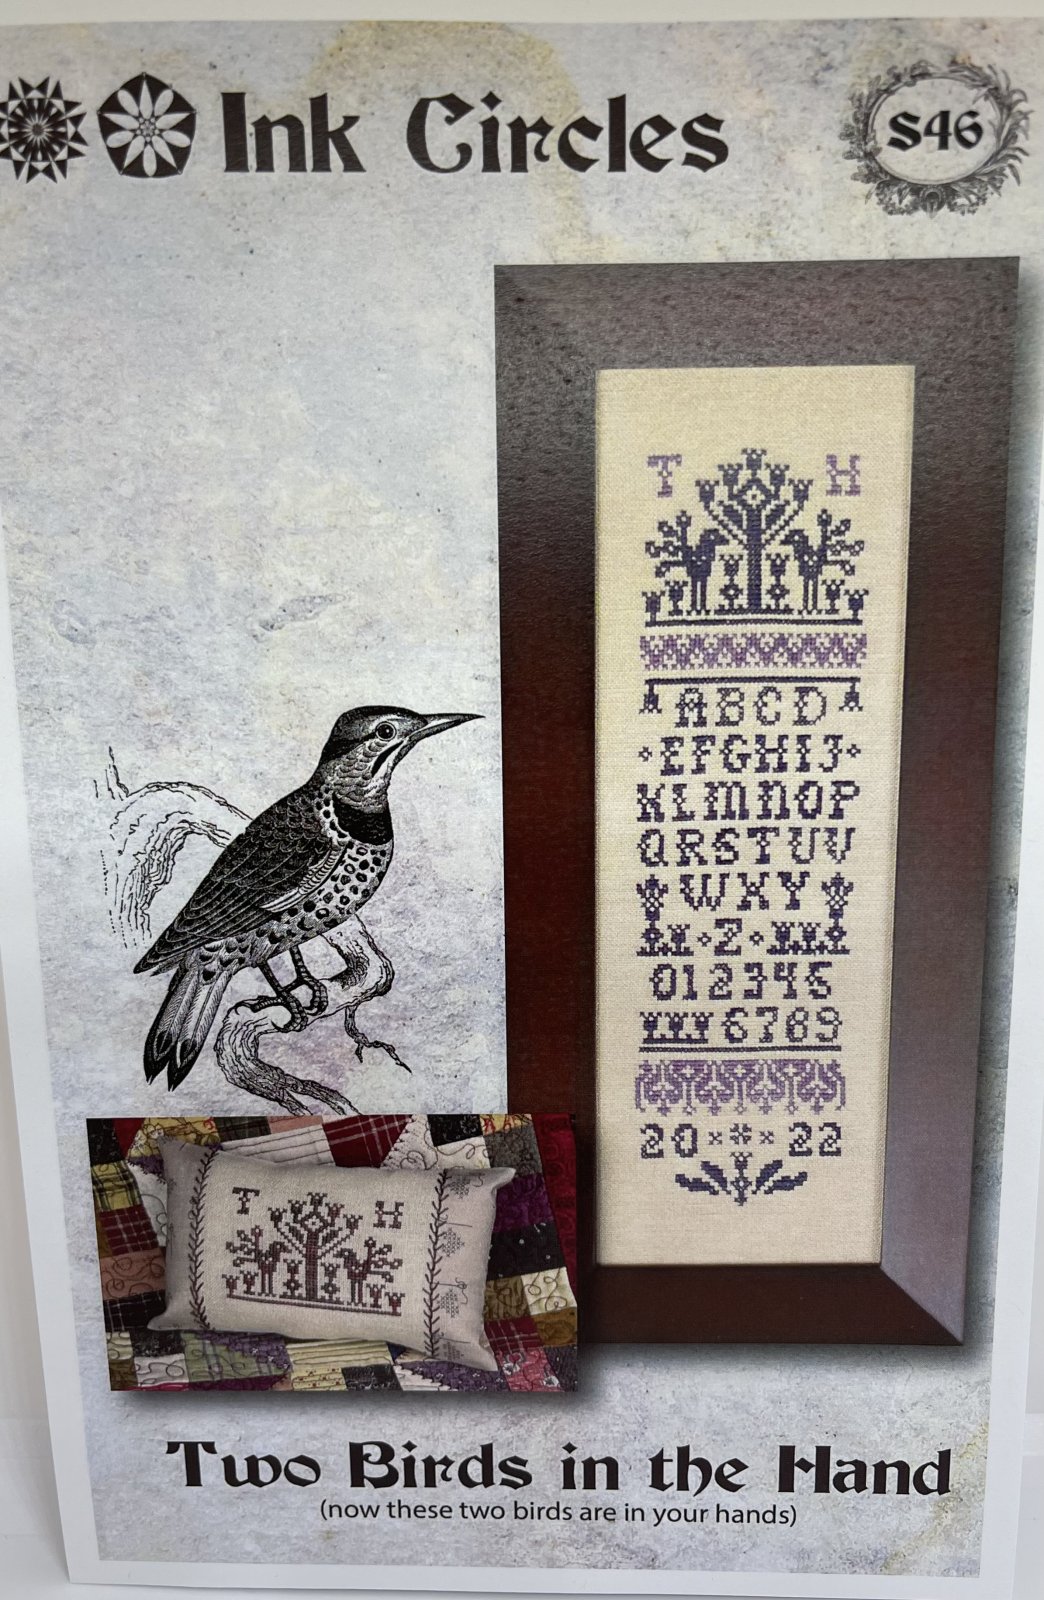 Ink Circles
S46
T H
ABCD
EFGHIJ
KLMNOP
QRSTUV
WXY
Z
012345
6789
20 22
T H
Two Birds in the Hand
(now these two birds are in your hands)